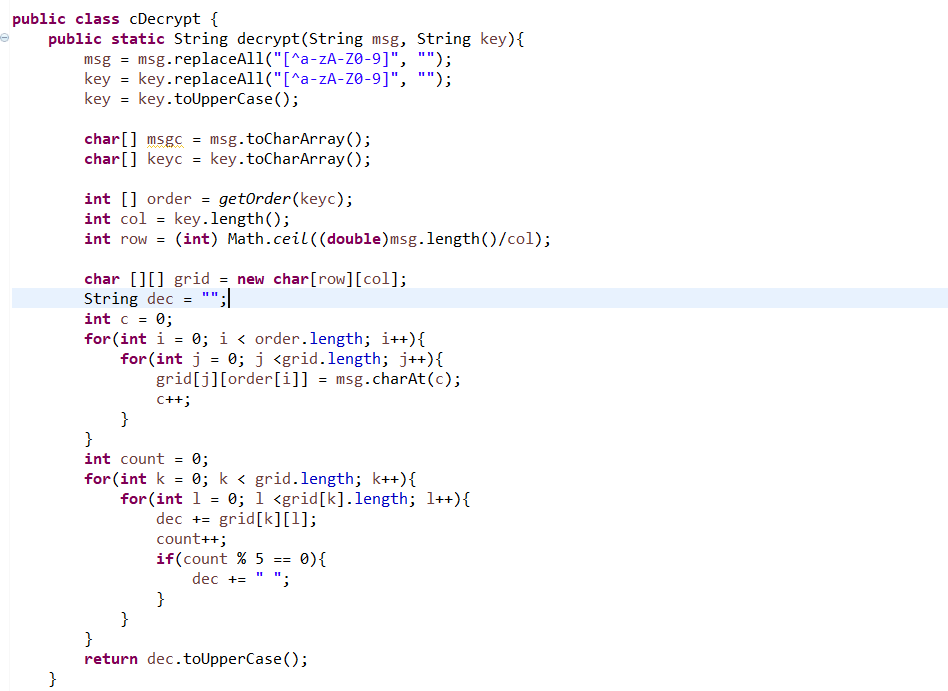 public class cDecrypt {
    public static String decrypt(String msg, String key){
        msg = msg.replaceAll("[^a-zA-Z0-9]", "");
        key = key.replaceAll("[^a-zA-Z0-9]", "");
        key = key.toUpperCase();
        char[] msgc = msg.toCharArray();
        char[] keyc = key.toCharArray();
        int [] order = getOrder(keyc);
        int col = key.length();
        int row = (int) Math.ceil((double)msg.length()/col);
        char [][] grid = new char[row][col];
        String dec = "";
        int c = 0;
        for(int i = 0; i < order.length; i++){
            for(int j = 0; j <grid.length; j++){
                grid[j][order[i]] = msg.charAt(c);
                c++;
            }
        }
        int count = 0;
        for(int k = 0; k < grid.length; k++){
            for(int l = 0; l <grid[k].length; l++){
                dec += grid[k][l];
                count++;
                if(count % 5 == 0){
                    dec += " ";
                }
            }
        }
        return dec.toUpperCase();
    }